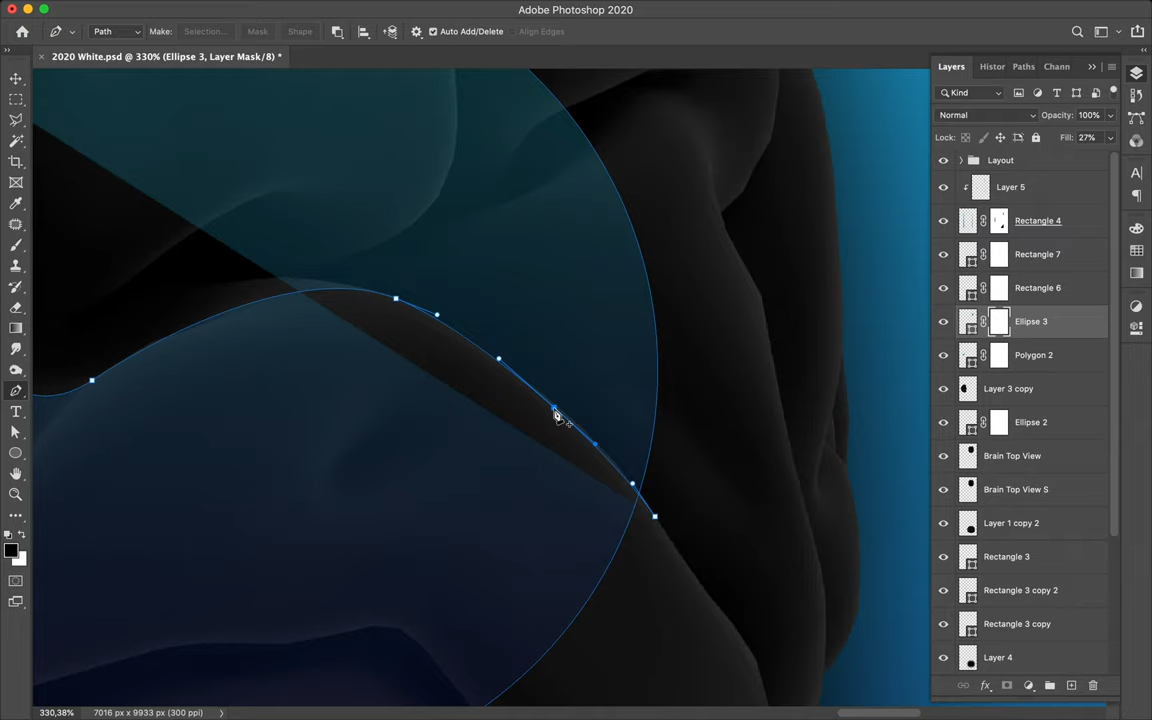 Adobe Photoshop 2020
Path
Make:
Selection...
Mask
Shape
Auto Add/Delete
Align Edges
2020 White.psd @ 330% (Ellipse 3, Layer Mask/8) *
Layers
Histor
Paths
Chann
Kind
Normal
Opacity: 100%
Lock:
Fill: 27%
Layout
Layer 5
Rectangle 4
Rectangle 7
Rectangle 6
Ellipse 3
Polygon 2
Layer 3 copy
Ellipse 2
Brain Top View
Brain Top View S
Layer 1 copy 2
Rectangle 3
Rectangle 3 copy 2
Rectangle 3 copy
Layer 4
330,38%
7016 px x 9933 px (300 ppi)